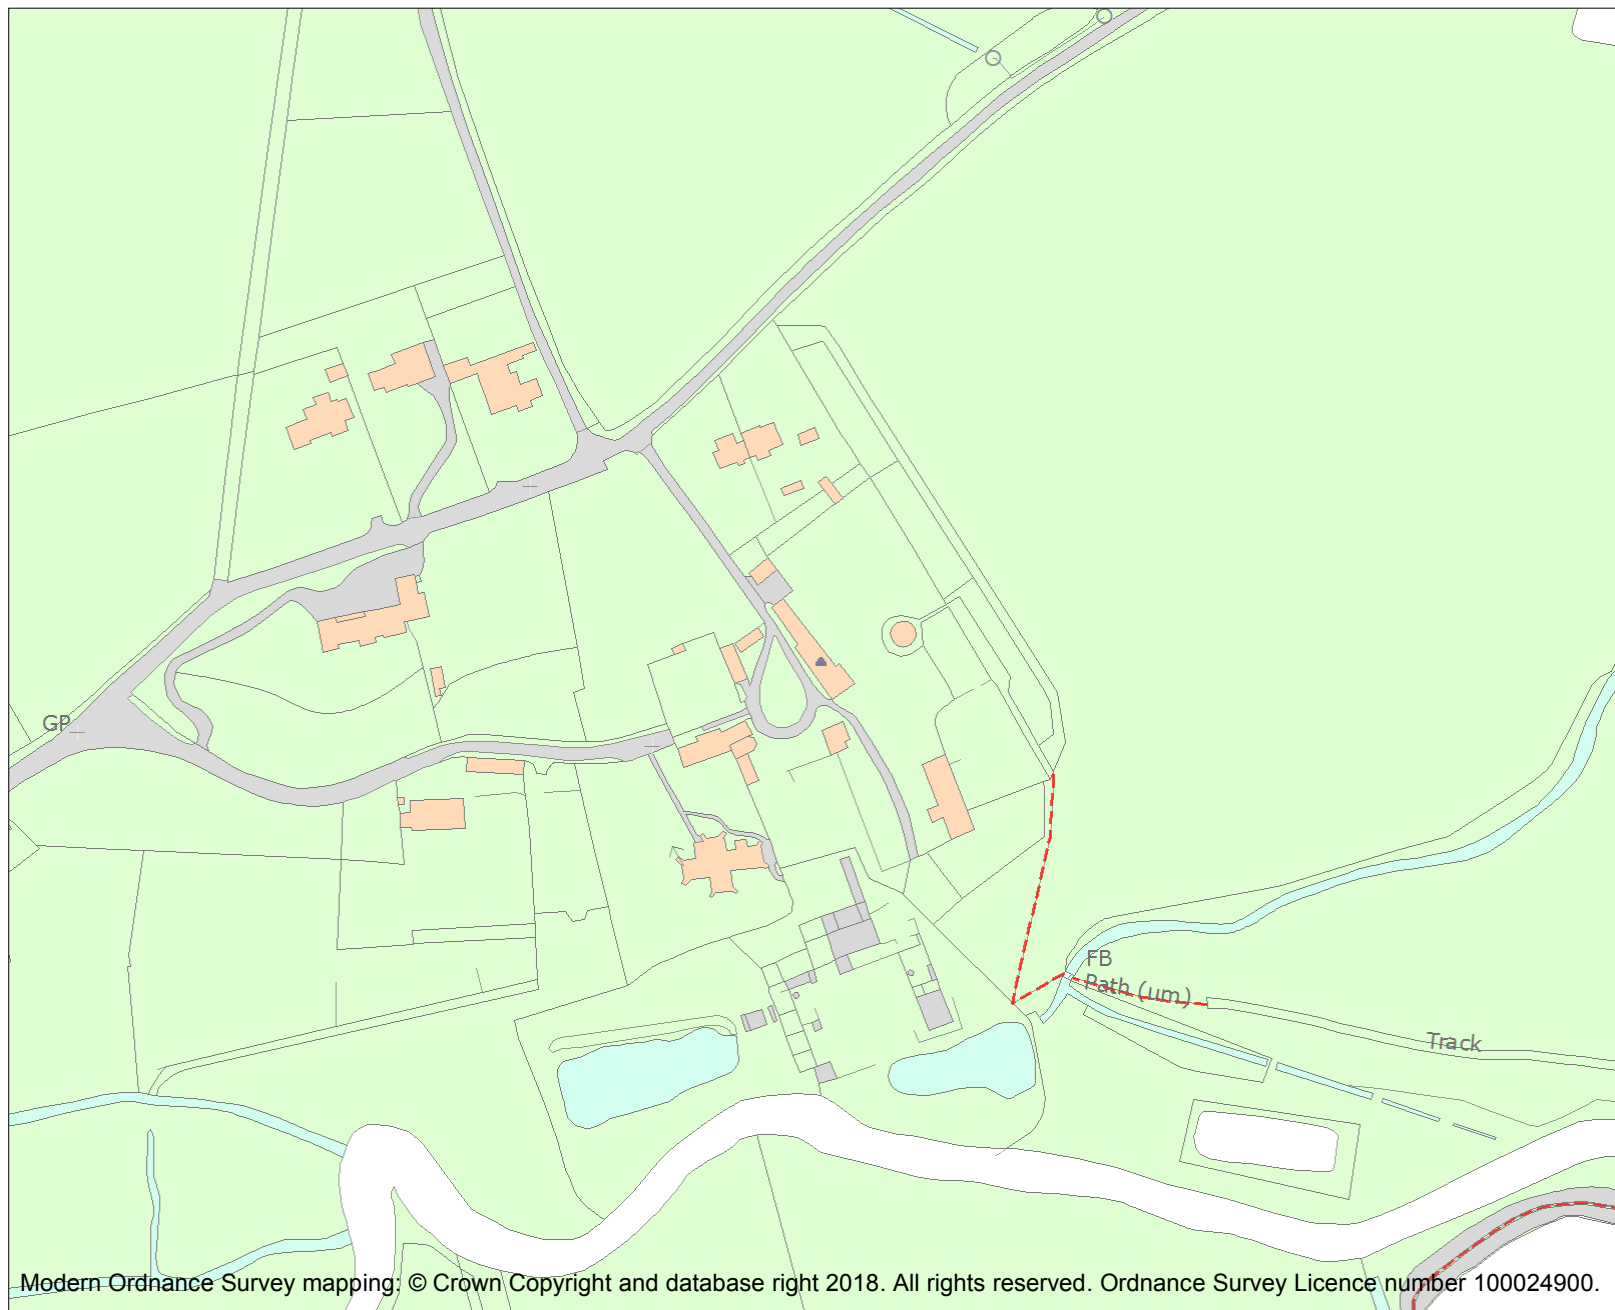 GP
FB
Path (um)
Track
Modern Ordnance Survey mapping: © Crown Copyright and database right 2018. All rights reserved. Ordnance Survey Licence number 100024900.